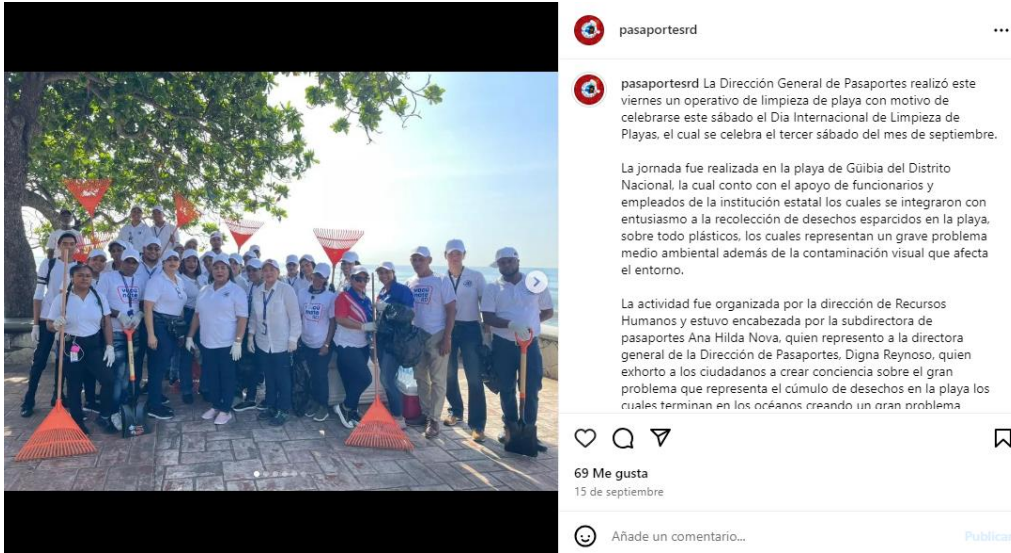 pasaportesrd
pasaportesrd La Dirección General de Pasaportes realizó este
viernes un operativo de limpieza de playa con motivo de
celebrarse este sábado el Dia Internacional de Limpieza de
Playas, el cual se celebra el tercer sábado del mes de septiembre.
La jornada fue realizada en la playa de Güibia del Distrito
Nacional, la cual conto con el apoyo de funcionarios y
empleados de la institución estatal los cuales se integraron con
entusiasmo a la recolección de desechos esparcidos en la playa,
sobre todo plásticos, los cuales representan un grave problema
medio ambiental además de la contaminación visual que afecta
el entorno.
La actividad fue organizada por la dirección de Recursos
Humanos y estuvo encabezada por la subdirectora de
pasaportes Ana Hilda Nova, quien represento a la directora
general de la Dirección de Pasaportes, Digna Reynoso, quien
exhorto a los ciudadanos a crear conciencia sobre el gran
problema que representa el cúmulo de desechos en la playa los
cuales terminan en los océanos creando un gran problema
69 Me gusta
15 de septiembre
Añade un comentario...
Publicar